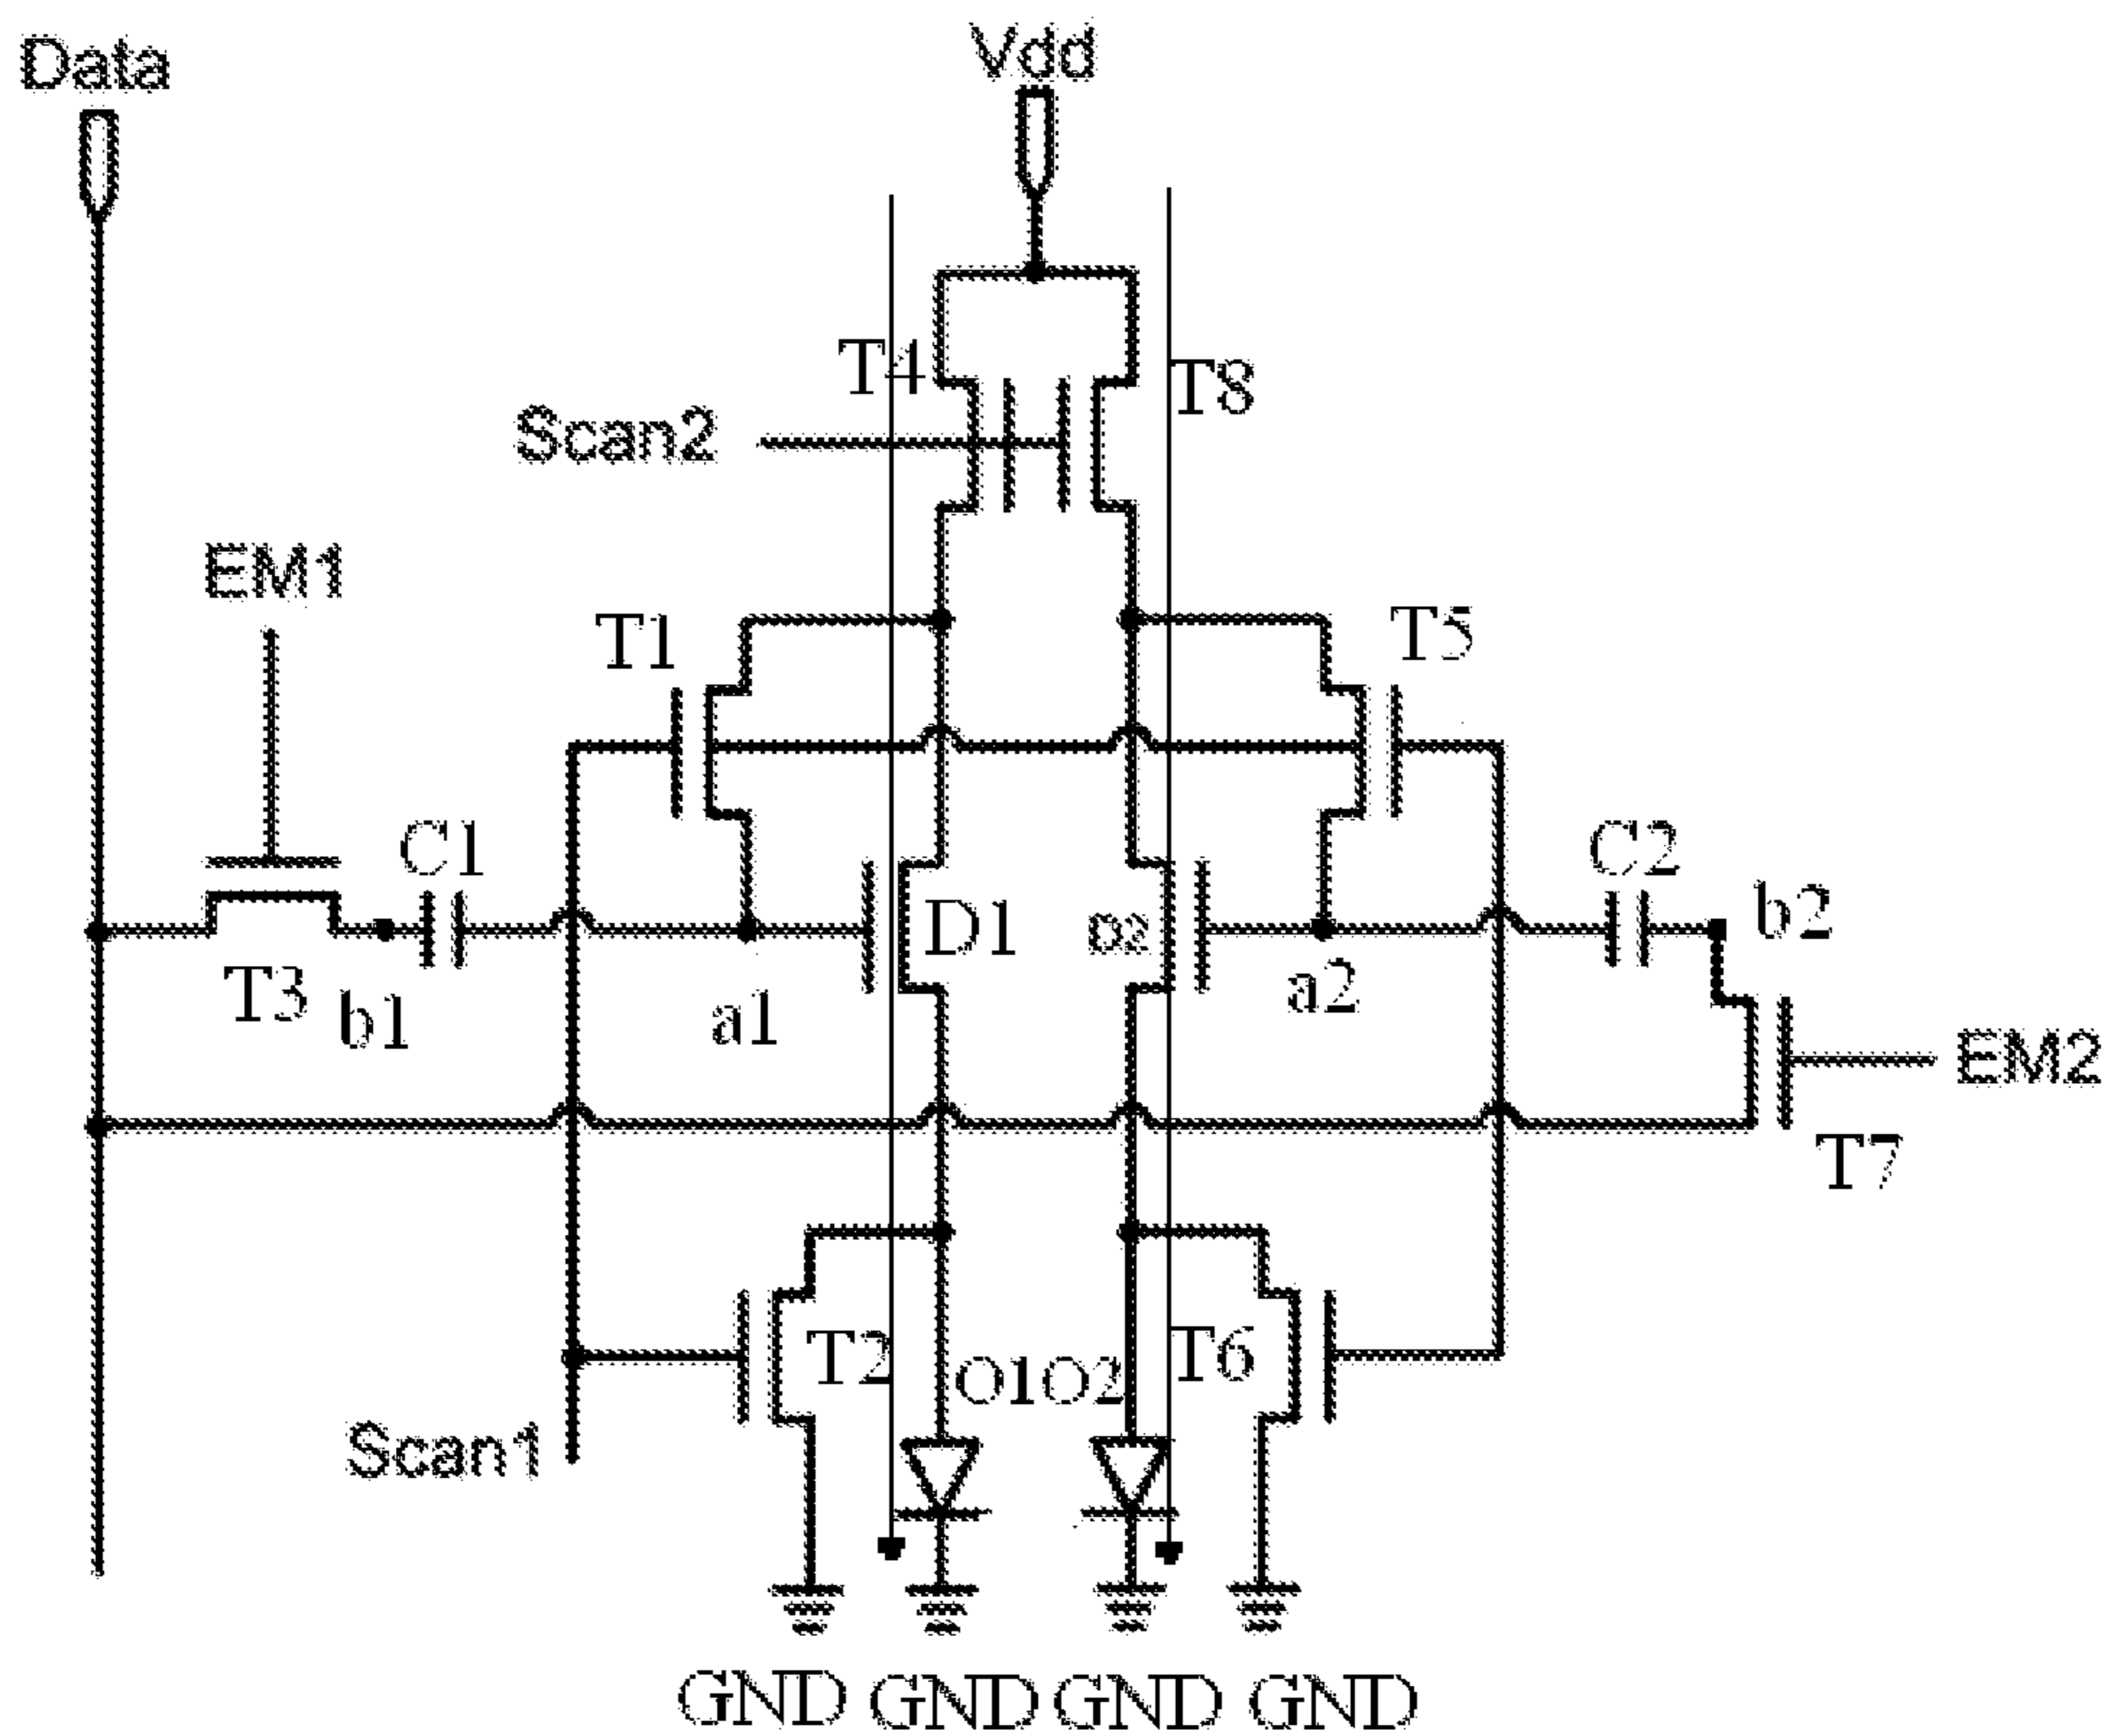 Data
Vdd
T4
T8
Scan2
EM1
T1
T5
C1
C2
b2
D1
D2
T3
b1
a1
a2
EM2
T7
T2
O1O2
T6
Scan1
GND GND GND GND